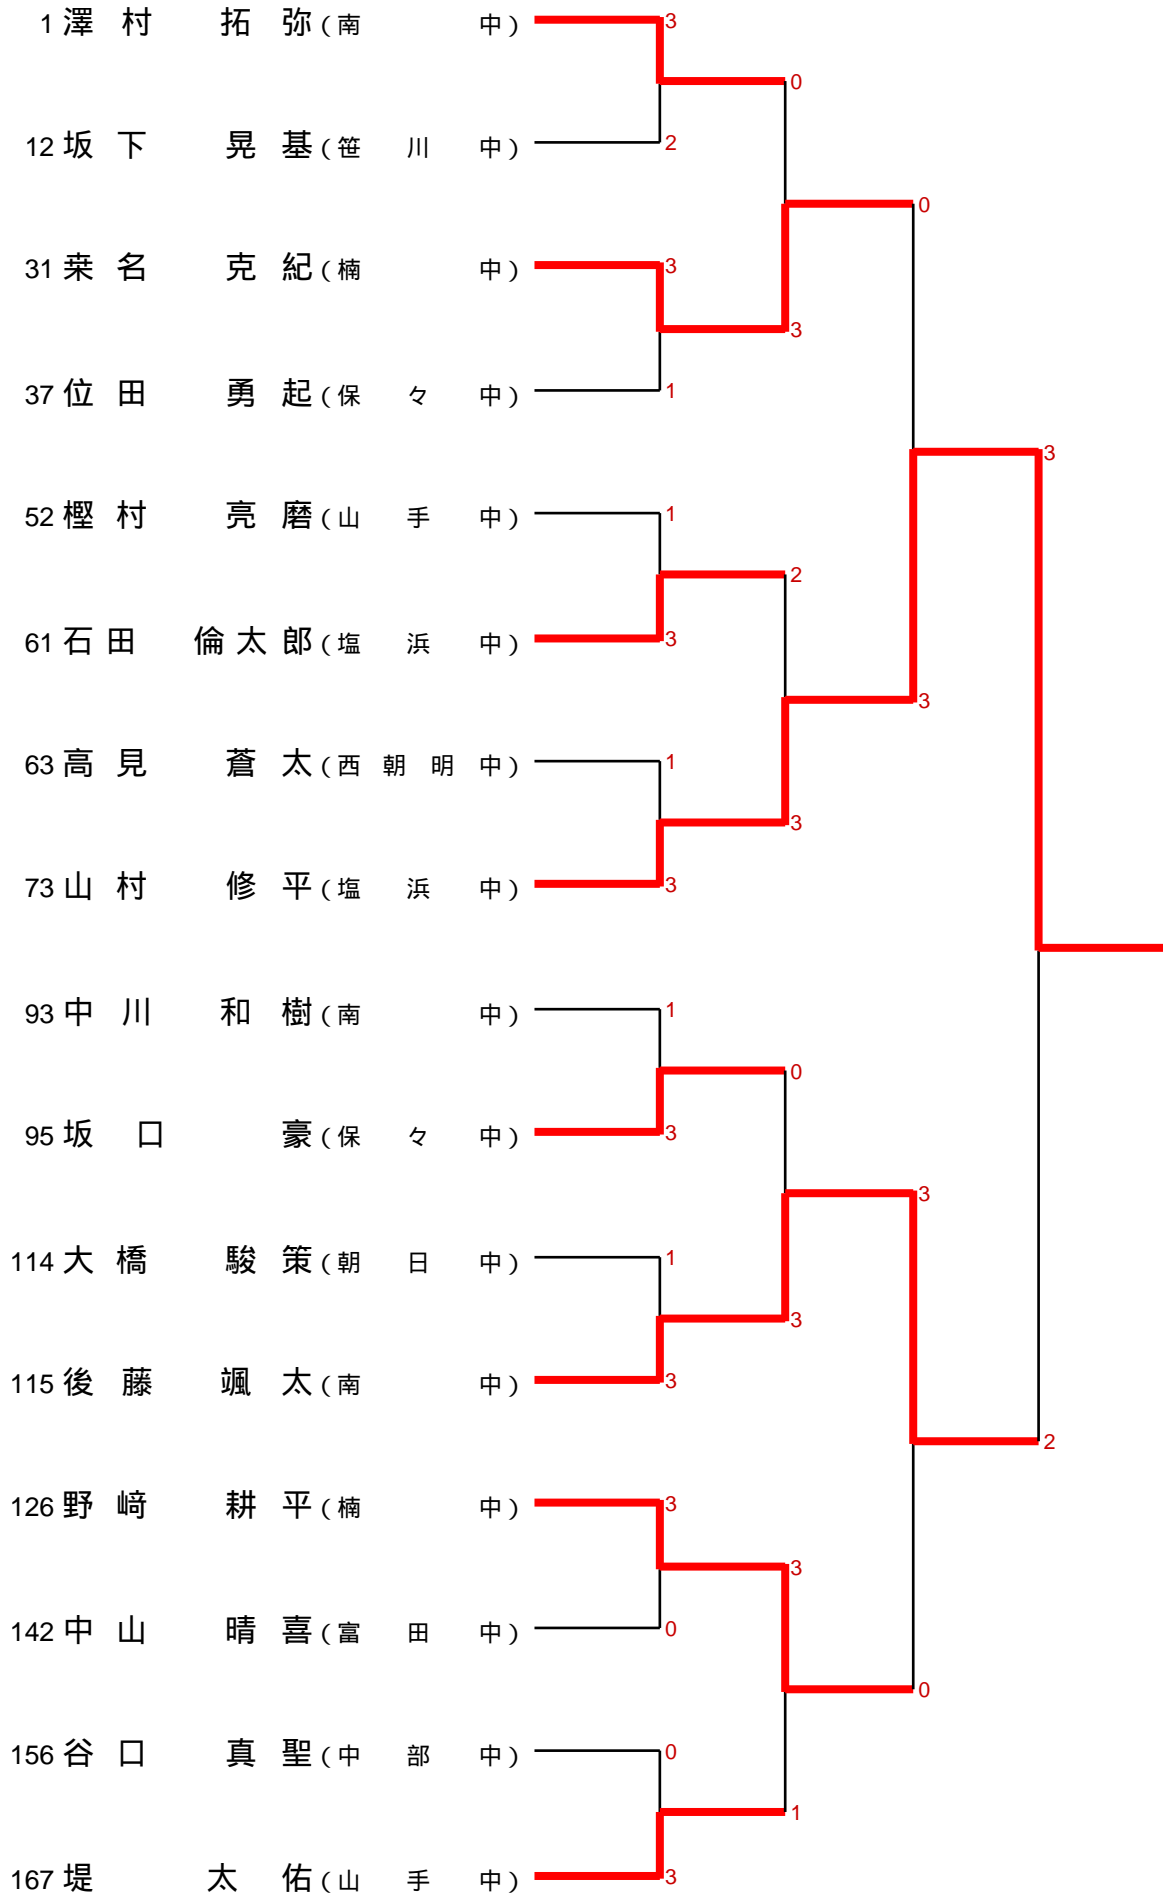 1 澤村 拓弥 (南中) 3
0
12 坂下 晃基 (笹川中) 2
0
31 桒名 克紀 (楠中) 3
3
37 位田 勇起 (保々中) 1
3
52 樫村 亮磨 (山手中) 1
2
61 石田 倫太郎 (塩浜中) 3
3
63 高見 蒼太 (西朝明中) 1
3
73 山村 修平 (塩浜中) 3
93 中川 和樹 (南中) 1
0
95 坂口 豪 (保々中) 3
3
114 大橋 駿策 (朝日中) 1
3
115 後藤 颯太 (南中) 3
2
126 野﨑 耕平 (楠中) 3
3
142 中山 晴喜 (富田中) 0
0
156 谷口 真聖 (中部中) 0
1
167 堤 太佑 (山手中) 3